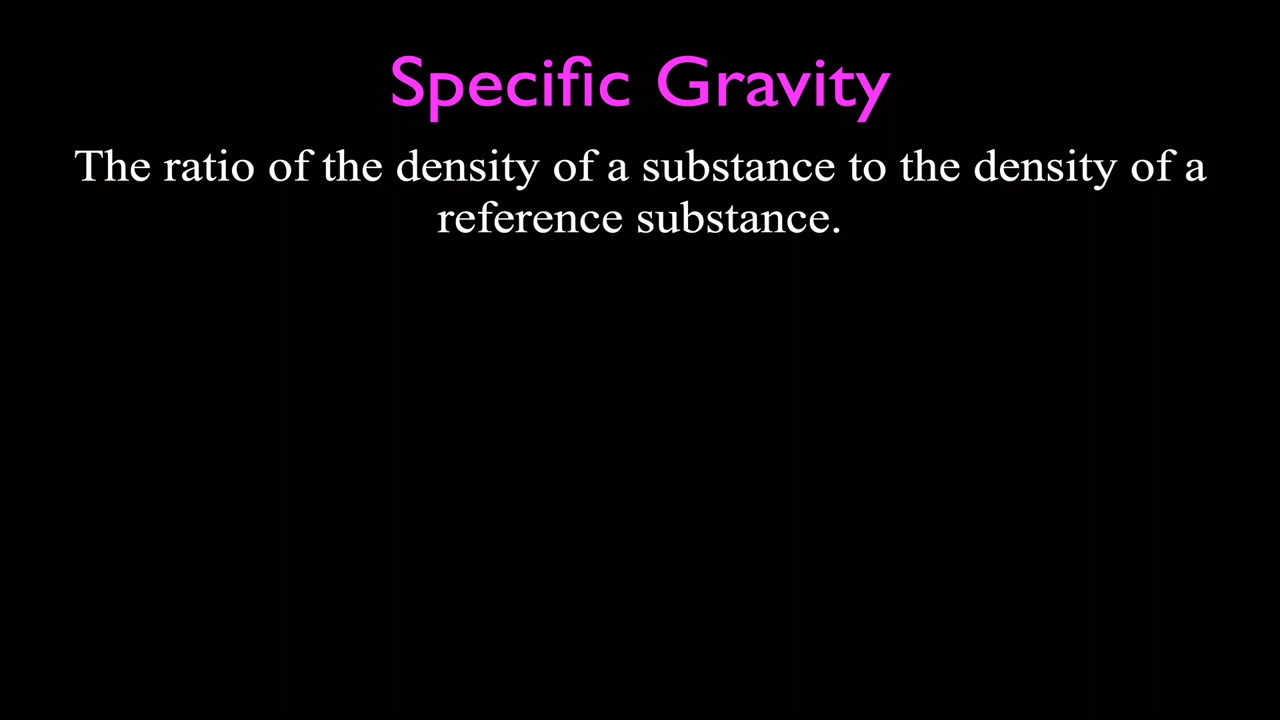 Specific Gravity
The ratio of the density of a substance to the density of a
reference substance.